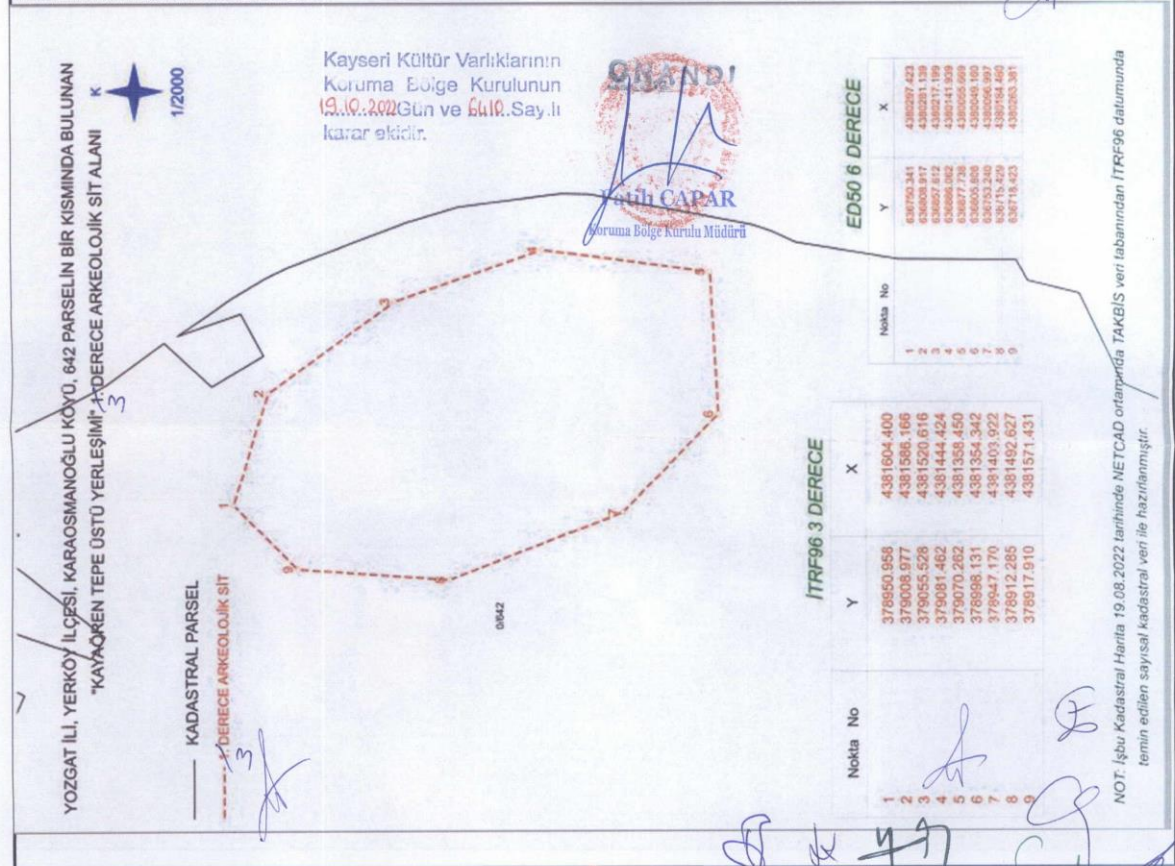 YOZGAT İLİ, YERKÖY İLÇESİ, KARAOSMANOĞLU KÖYÜ, 642 PARSELİN BİR KISMINDA BULUNAN
"KAYAÖREN TEPE ÜSTÜ YERLEŞİMİ" DERECE ARKEOLOJİK SİT ALANI
3
K
1/2000
KADASTRAL PARSEL
DERECE ARKEOLOJİK SİT
3
Kayseri Kültür Varlıklarının
Koruma Bölge Kurulunun
19.10.2022 Gün ve 6410 Sayılı
karar ekidir.
ONANDI
Fatih ÇAPAR
Koruma Bölge Kurulu Müdürü
1
2
3
6
7
0/642
İTRF96 3 DERECE
Nokta No Y X
1 378950.958 4381604.400
2 379008.977 4381586.166
3 379055.528 4381520.616
4 379081.462 4381444.424
5 379070.262 4381358.450
6 378998.131 4381354.342
7 378947.170 4381403.922
8 378912.285 4381492.627
9 378917.910 4381571.431
ED50 6 DERECE
Nokta No Y X
1
2
3
4
5
6
7
8
9
NOT: İşbu Kadastral Harita 19.08.2022 tarihinde NETCAD ortamında TAKBİS veri tabanından İTRF96 datumunda
temin edilen sayısal kadastral veri ile hazırlanmıştır.